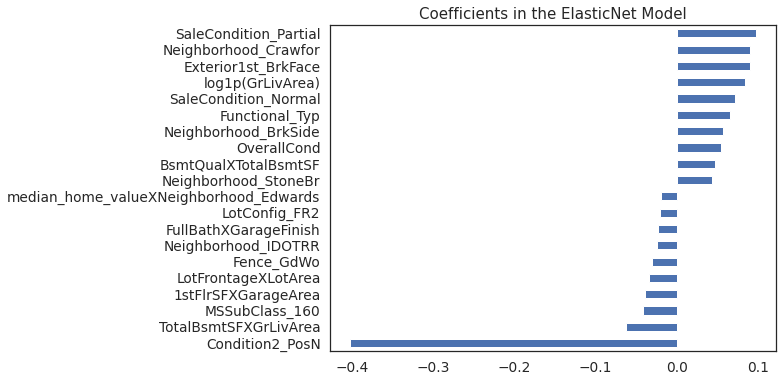 Coefficients in the ElasticNet Model
SaleCondition_Partial
Neighborhood_Crawfor
Exterior1st_BrkFace
log1p(GrLivArea)
SaleCondition_Normal
Functional_Typ
Neighborhood_BrkSide
OverallCond
BsmtQualXTotalBsmtSF
Neighborhood_StoneBr
median_home_valueXNeighborhood_Edwards
LotConfig_FR2
FullBathXGarageFinish
Neighborhood_IDOTRR
Fence_GdWo
LotFrontageXLotArea
1stFlrSFXGarageArea
MSSubClass_160
TotalBsmtSFXGrLivArea
Condition2_PosN
−0.4 −0.3 −0.2 −0.1 0.0 0.1